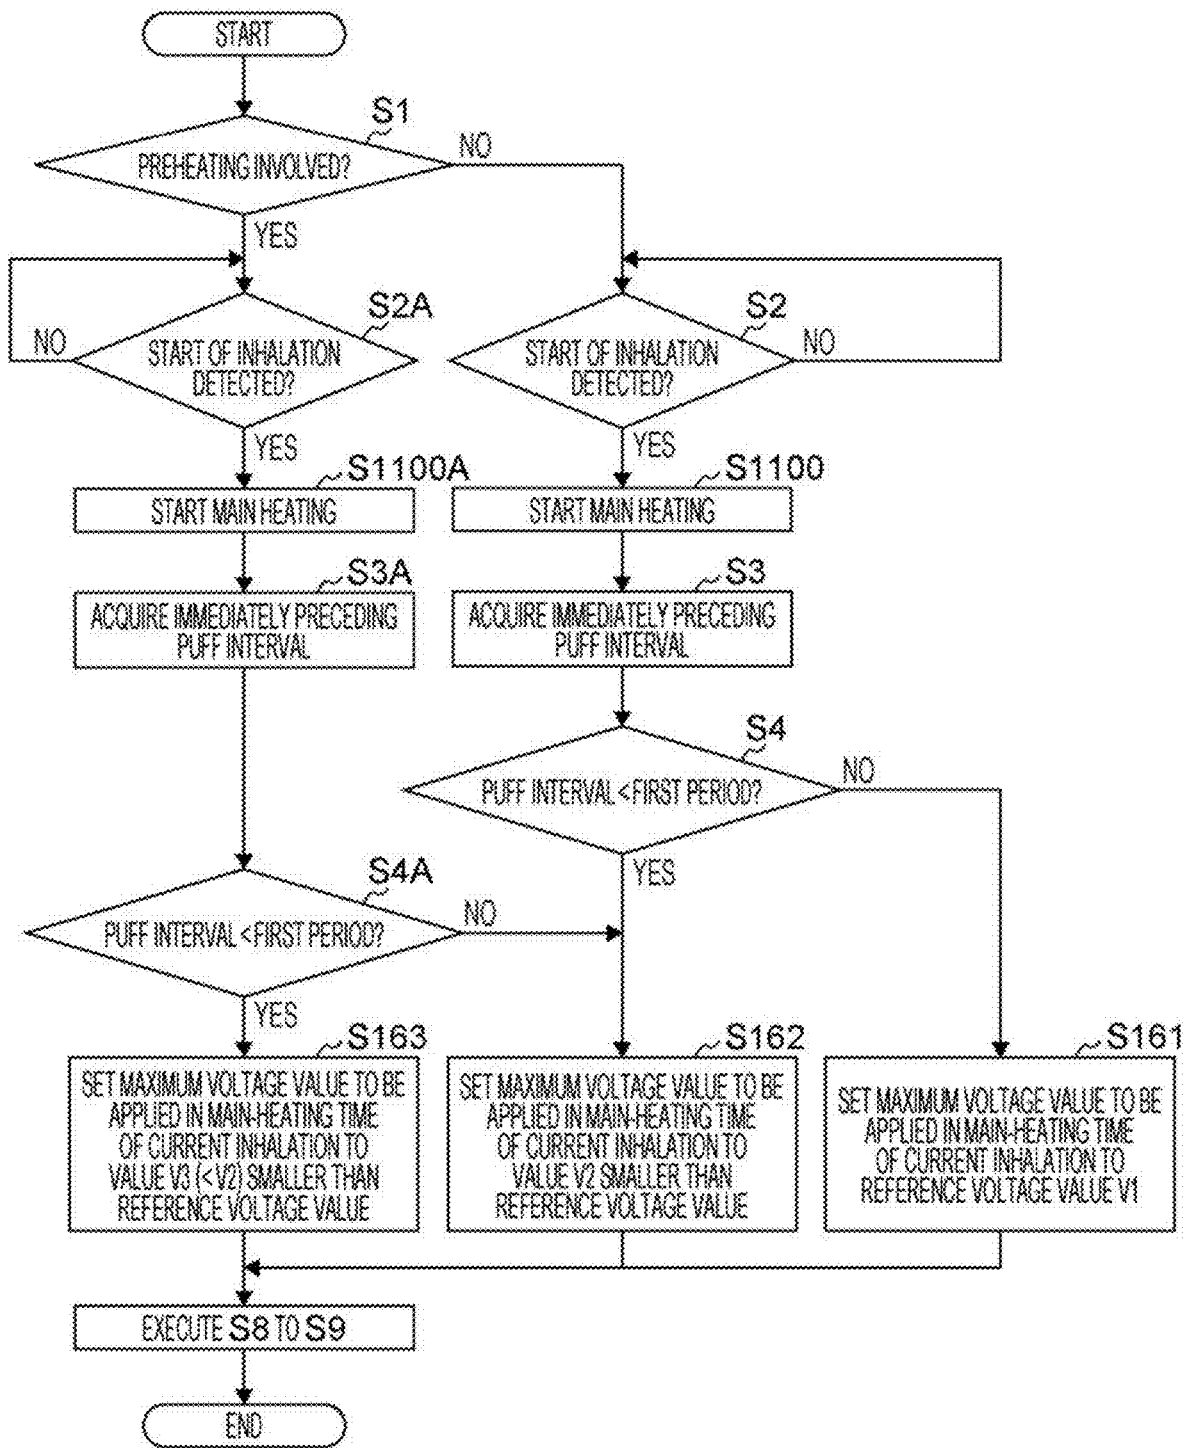 START
S1
PREHEATING INVOLVED?
NO
YES
S2A
S2
NO
START OF INHALATION
DETECTED?
START OF INHALATION
DETECTED?
NO
YES
YES
S1100A
S1100
START MAIN HEATING
START MAIN HEATING
S3A
S3
ACQUIRE IMMEDIATELY PRECEDING
PUFF INTERVAL
ACQUIRE IMMEDIATELY PRECEDING
PUFF INTERVAL
S4
PUFF INTERVAL < FIRST PERIOD?
NO
YES
S4A
PUFF INTERVAL < FIRST PERIOD?
NO
YES
S163
S162
S161
SET MAXIMUM VOLTAGE VALUE TO BE
APPLIED IN MAIN-HEATING TIME
OF CURRENT INHALATION TO
VALUE V3 (<V2) SMALLER THAN
REFERENCE VOLTAGE VALUE
SET MAXIMUM VOLTAGE VALUE TO BE
APPLIED IN MAIN-HEATING TIME
OF CURRENT INHALATION TO
VALUE V2 SMALLER THAN
REFERENCE VOLTAGE VALUE
SET MAXIMUM VOLTAGE VALUE TO BE
APPLIED IN MAIN-HEATING TIME
OF CURRENT INHALATION TO
REFERENCE VOLTAGE VALUE V1
EXECUTE S8 TO S9
END